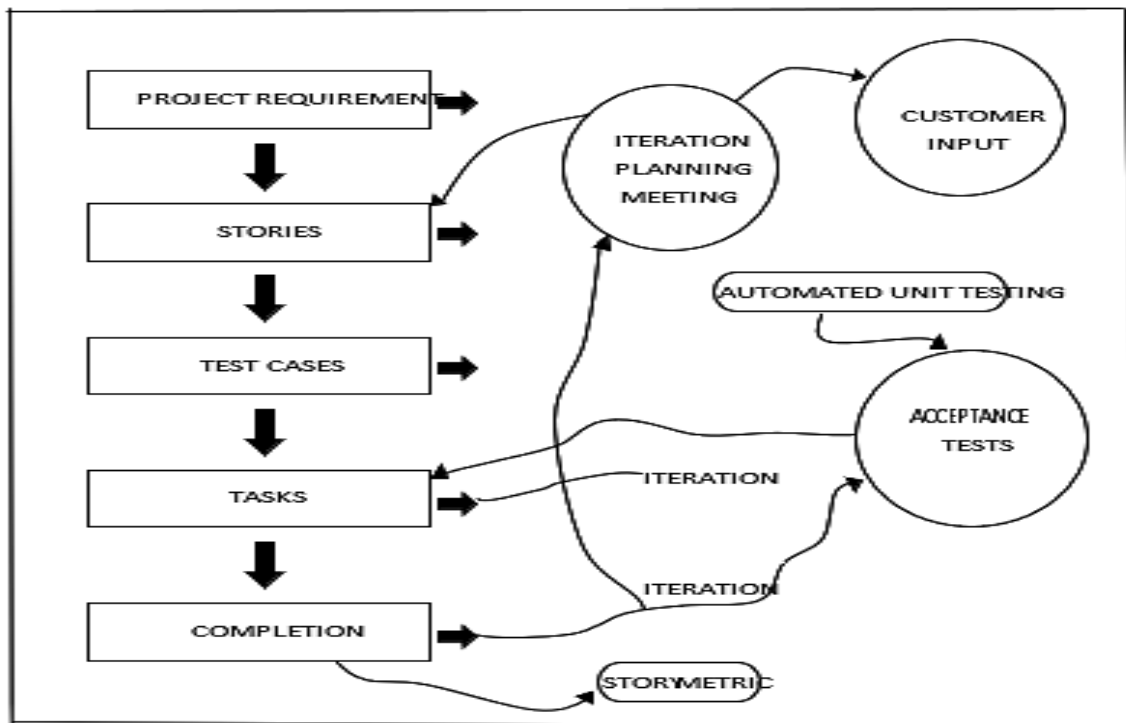 PROJECT REQUIREMENT
CUSTOMER
INPUT
ITERATION
PLANNING
MEETING
STORIES
AUTOMATED UNIT TESTING
TEST CASES
ACCEPTANCE
TESTS
ITERATION
TASKS
ITERATION
COMPLETION
STORYMETRIC